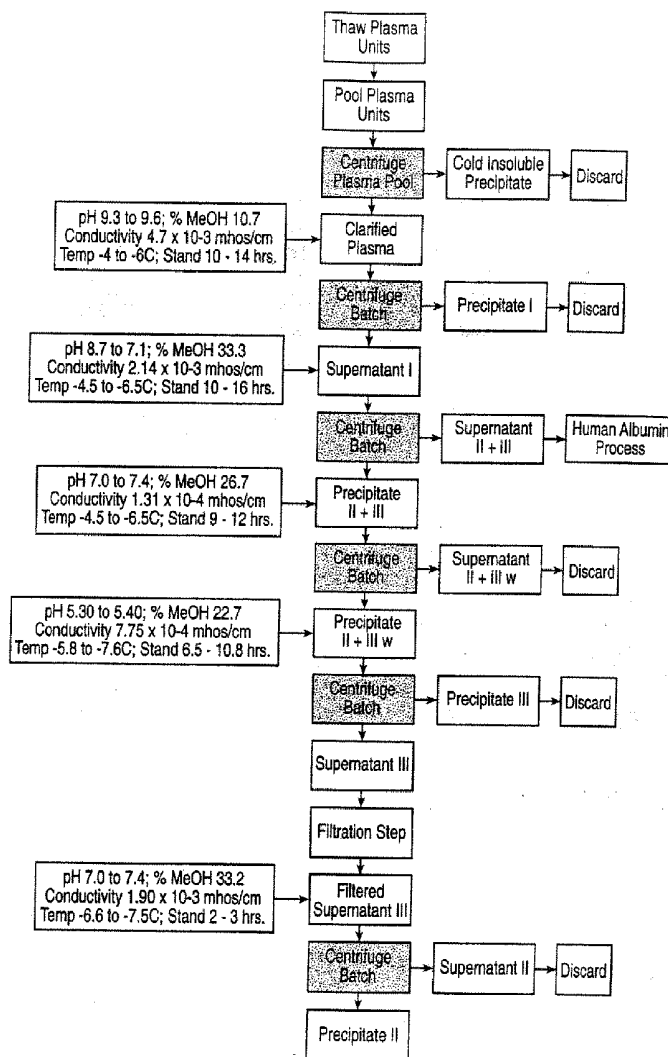 Thaw Plasma
Units
Pool Plasma
Units
Centrifuge
Plasma Pool
Cold Insoluble
Precipitate
Discard
pH 9.3 to 9.6; % MeOH 10.7
Conductivity 4.7 x 10-3 mhos/cm
Temp -4 to -6C; Stand 10 - 14 hrs.
Clarified
Plasma
Centrifuge
Batch
Precipitate I
Discard
pH 8.7 to 7.1; % MeOH 33.3
Conductivity 2.14 x 10-3 mhos/cm
Temp -4.5 to -6.5C; Stand 10 - 16 hrs.
Supernatant I
Centrifuge
Batch
Supernatant
II + III
Human Albumin
Process
pH 7.0 to 7.4; % MeOH 26.7
Conductivity 1.31 x 10-4 mhos/cm
Temp -4.5 to -6.5C; Stand 9 - 12 hrs.
Precipitate
II + III
Centrifuge
Batch
Supernatant
II + III w
Discard
pH 5.30 to 5.40; % MeOH 22.7
Conductivity 7.75 x 10-4 mhos/cm
Temp -5.8 to -7.6C; Stand 6.5 - 10.8 hrs.
Precipitate
II + III w
Centrifuge
Batch
Precipitate III
Discard
Supernatant III
Filtration Step
pH 7.0 to 7.4; % MeOH 33.2
Conductivity 1.90 x 10-3 mhos/cm
Temp -6.6 to -7.5C; Stand 2 - 3 hrs.
Filtered
Supernatant III
Centrifuge
Batch
Supernatant II
Discard
Precipitate II